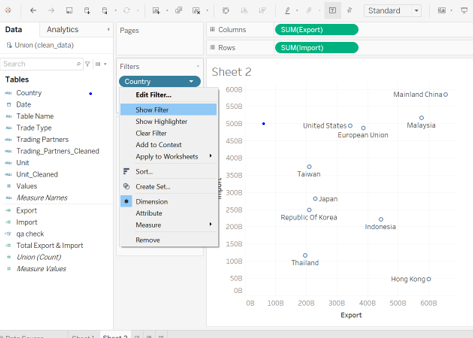 Standard
Data
Analytics
Union (clean_data)
Search
Tables
Country
Date
Table Name
Trade Type
Trading Partners
Trading_Partners_Cleaned
Unit
Unit_Cleaned
Values
Measure Names
Export
Import
qa check
Total Export & Import
Union (Count)
Measure Values
Pages
Filters
Country
Edit Filter...
Show Filter
Show Highlighter
Clear Filter
Add to Context
Apply to Worksheets
Sort...
Create Set...
Dimension
Attribute
Measure
Remove
Columns
SUM(Export)
Rows
SUM(Import)
Sheet 2
600B
Mainland China
500B
United States
Malaysia
European Union
400B
Taiwan
300B
Japan
250B
Republic Of Korea
200B
Indonesia
150B
100B
Thailand
50B
Hong Kong
0B
0B 100B 200B 300B 400B 500B 600B
Export
Data Source
Sheet 1
Sheet 2